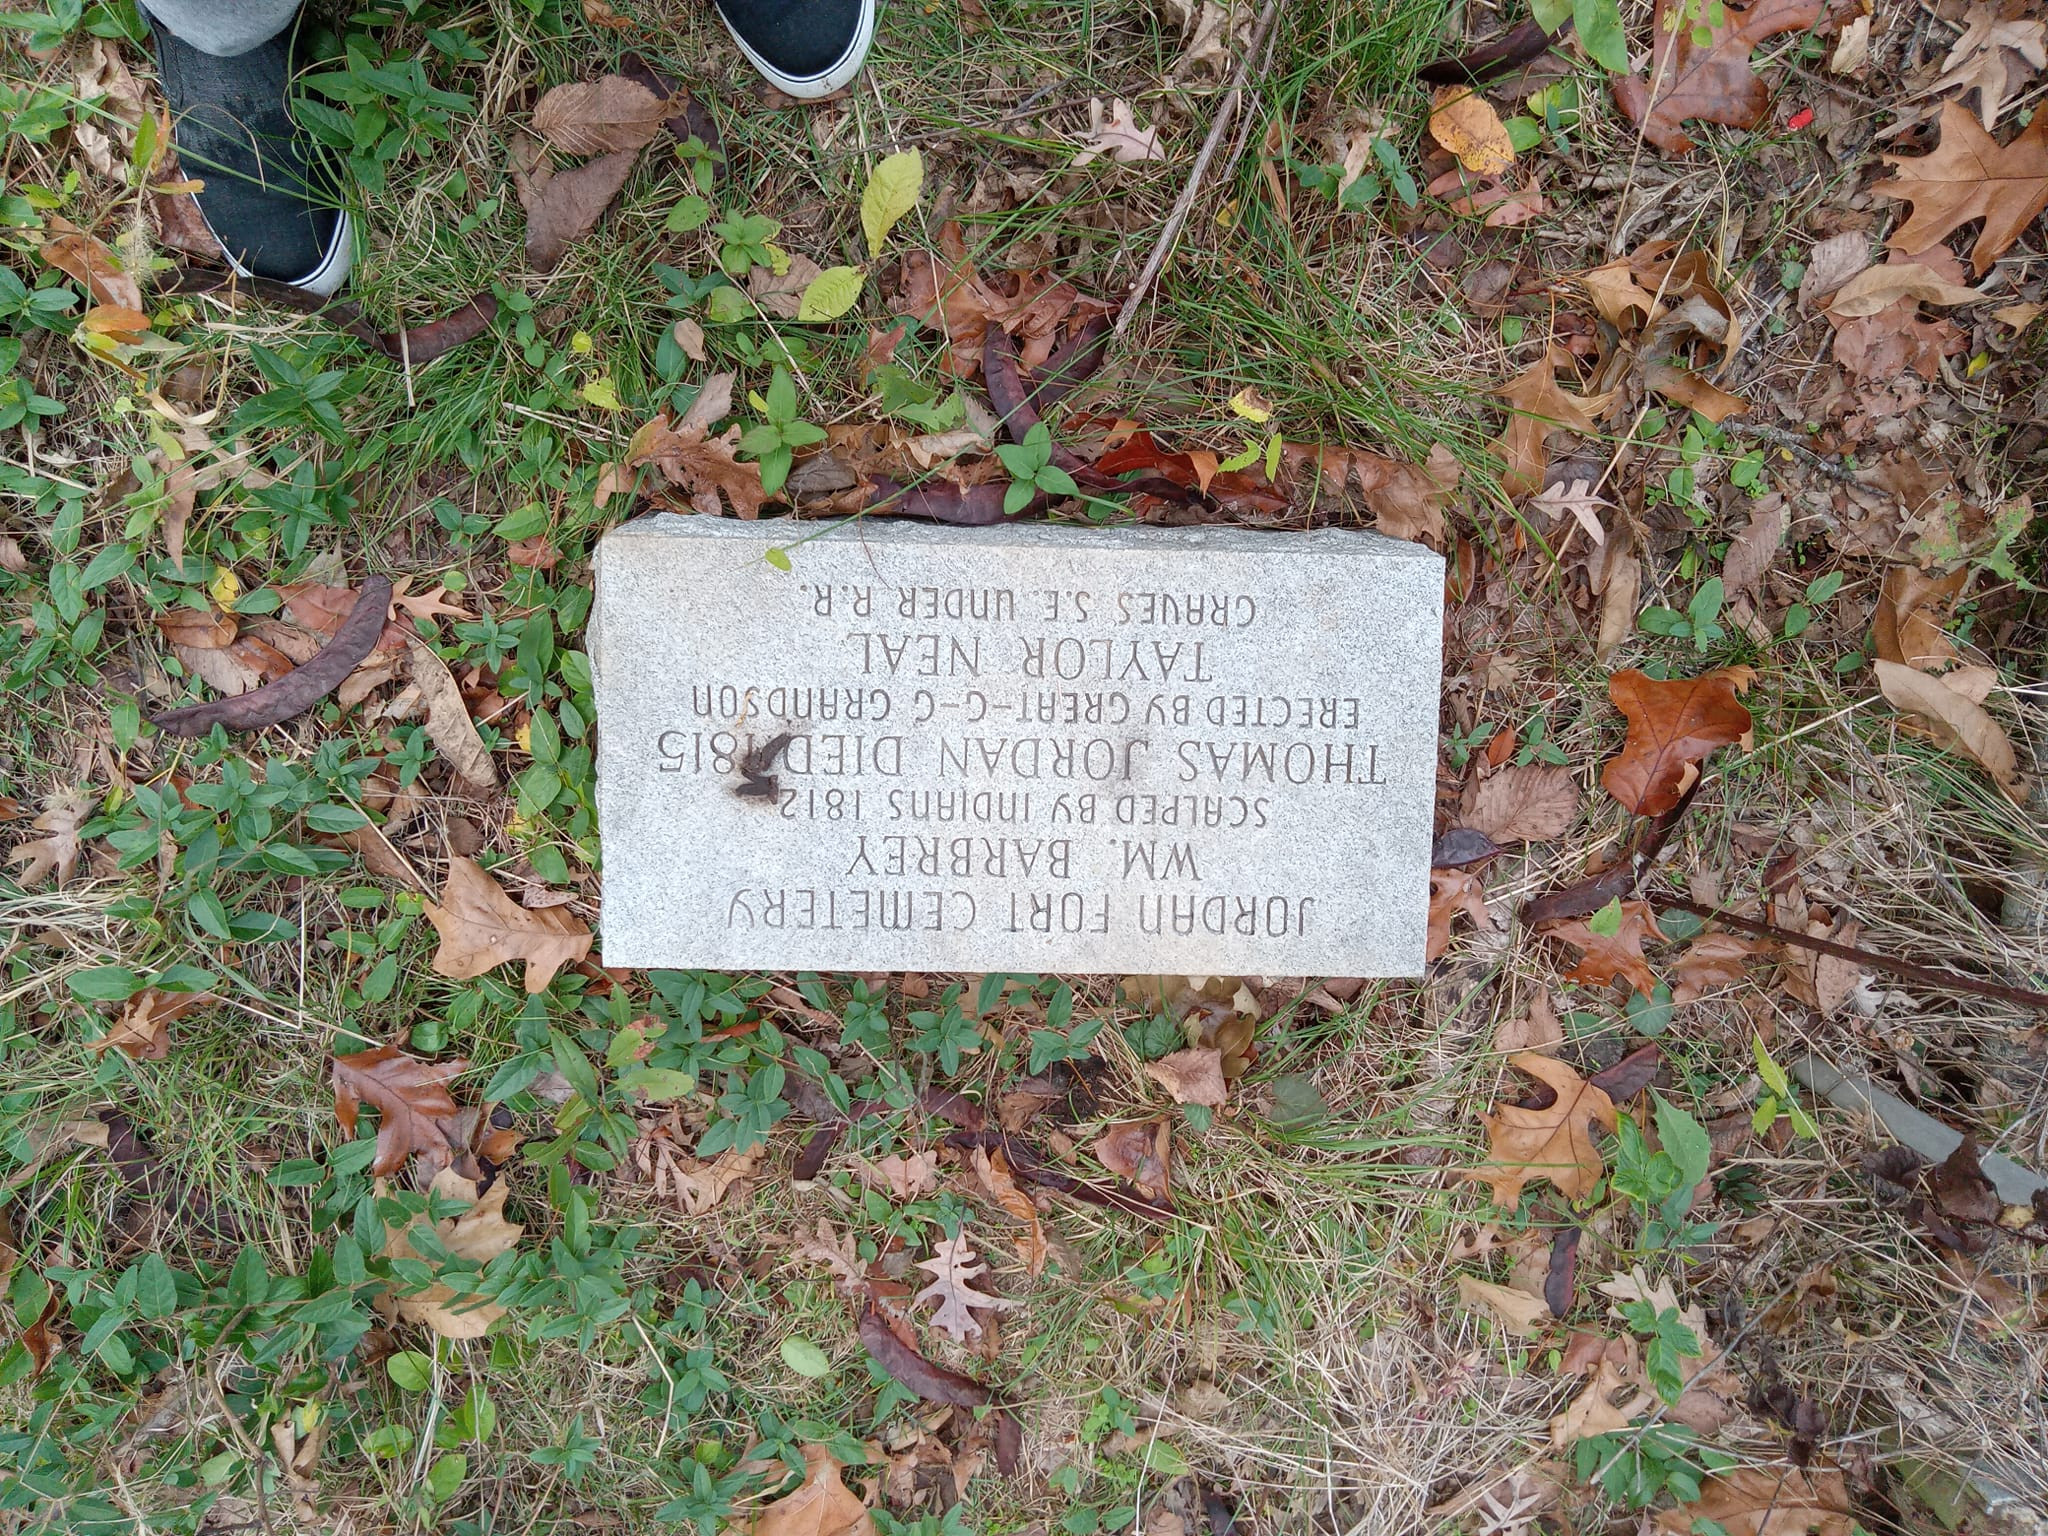 JORDAN FORT CEMETERY
WM. BARBREY
SCALPED BY INDIANS 1812
THOMAS JORDAN DIED 1815
ERECTED BY GREAT-G-G GRANDSON
TAYLOR NEAL
GRAVES S.E. UNDER R.R.